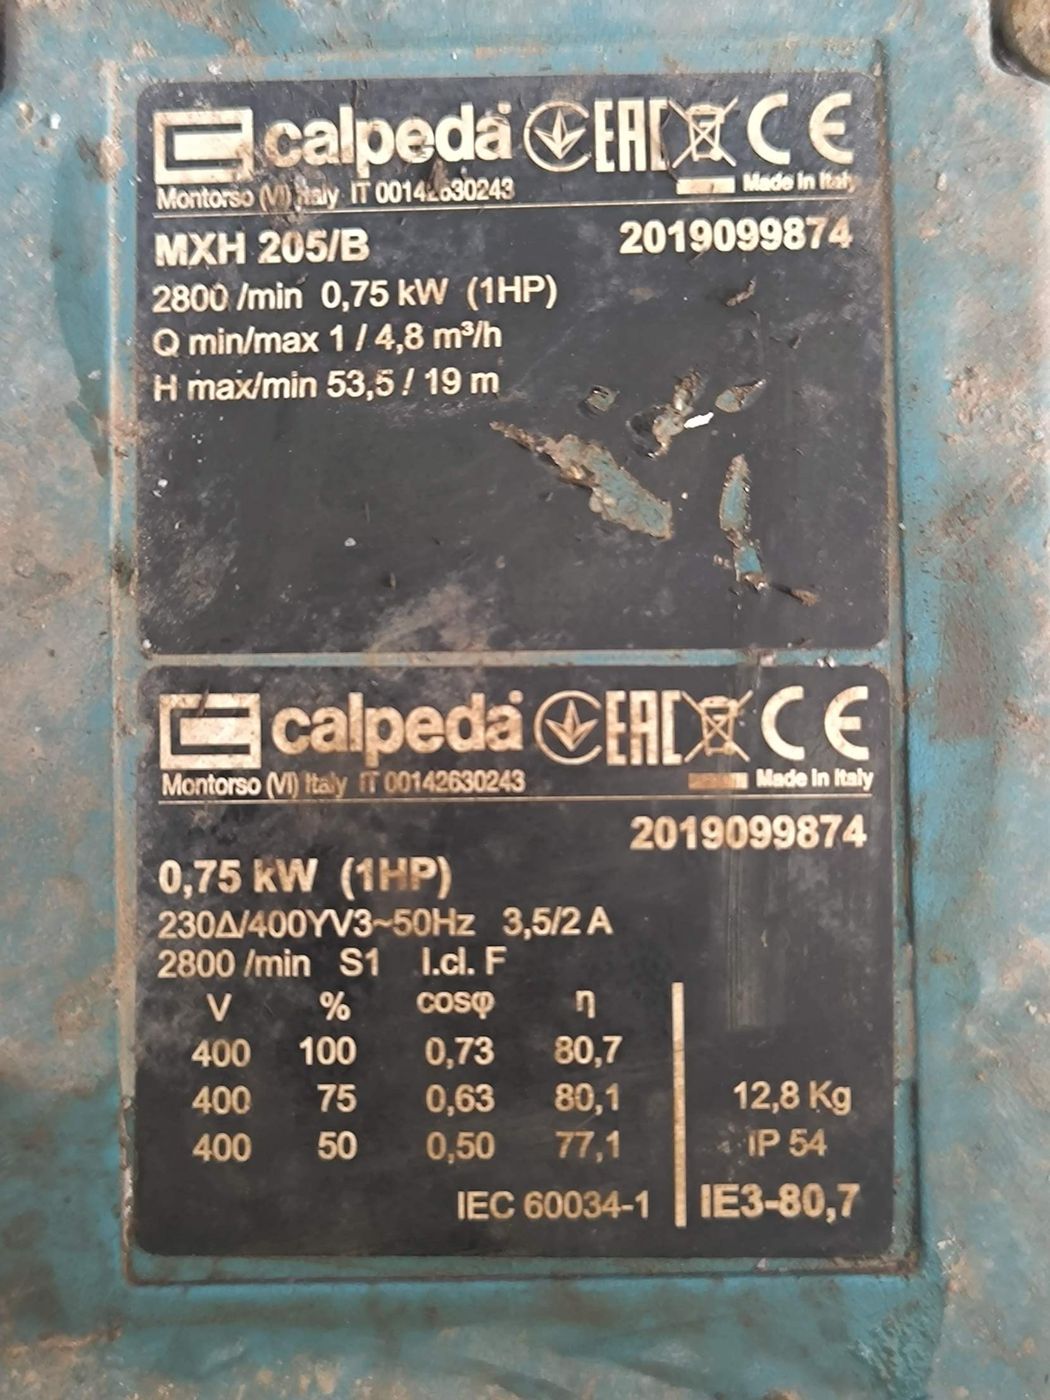 calpeda EAC CE
Montorso (VI) Italy IT 00142630243 Made in Italy
MXH 205/B 2019099874
2800 /min 0,75 kW (1HP)
Q min/max 1 / 4,8 m³/h
H max/min 53,5 / 19 m
calpeda EAC CE
Montorso (VI) Italy IT 00142630243 Made in Italy
2019099874
0,75 kW (1HP)
230Δ/400YV3~50Hz 3,5/2 A
2800 /min S1 I.cl. F
V % cosφ η
400 100 0,73 80,7
400 75 0,63 80,1 12,8 Kg
400 50 0,50 77,1 IP 54
IEC 60034-1 IE3-80,7